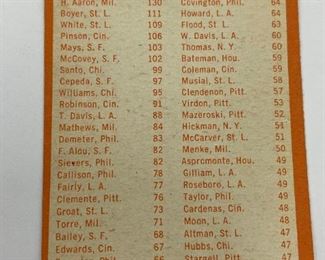 H. Aaron, Mil. 130 Covington, Phil. 64
Boyer, St. L. 111 Howard, L. A. 64
White, St. L. 109 Flood, St. L. 63
Pinson, Cin. 106 W. Davis, L. A. 60
Mays, S. F. 103 Thomas, N. Y. 60
McCovey, S. F. 102 Bateman, Hou. 59
Santo, Chi. 99 Coleman, Cin. 59
Cepeda, S. F. 97 Musial, St. L. 58
Williams, Chi. 95 Clendenon, Pitt. 57
Robinson, Cin. 91 Virdon, Pitt. 53
T. Davis, L. A. 88 Mazeroski, Pitt. 52
Mathews, Mil. 84 Hickman, N. Y. 51
Demeter, Phil. 83 McCarver, St. L. 51
F. Alou, S. F. 82 Menke, Mil. 50
Sievers, Phil. 82 Aspromonte, Hou. 49
Callison, Phil. 78 Gilliam, L. A. 49
Fairly, L. A. 77 Roseboro, L. A. 49
Clemente, Pitt. 76 Taylor, Phil. 49
Groat, St. L. 73 Cardenas, Cin. 48
Torre, Mil. 71 Moon, L. A. 48
Bailey, S. F. 68 Altman, St. L. 47
Edwards, Cin. 67 Hubbs, Chi. 47
Phil. 66 Stargell, Pitt. 47